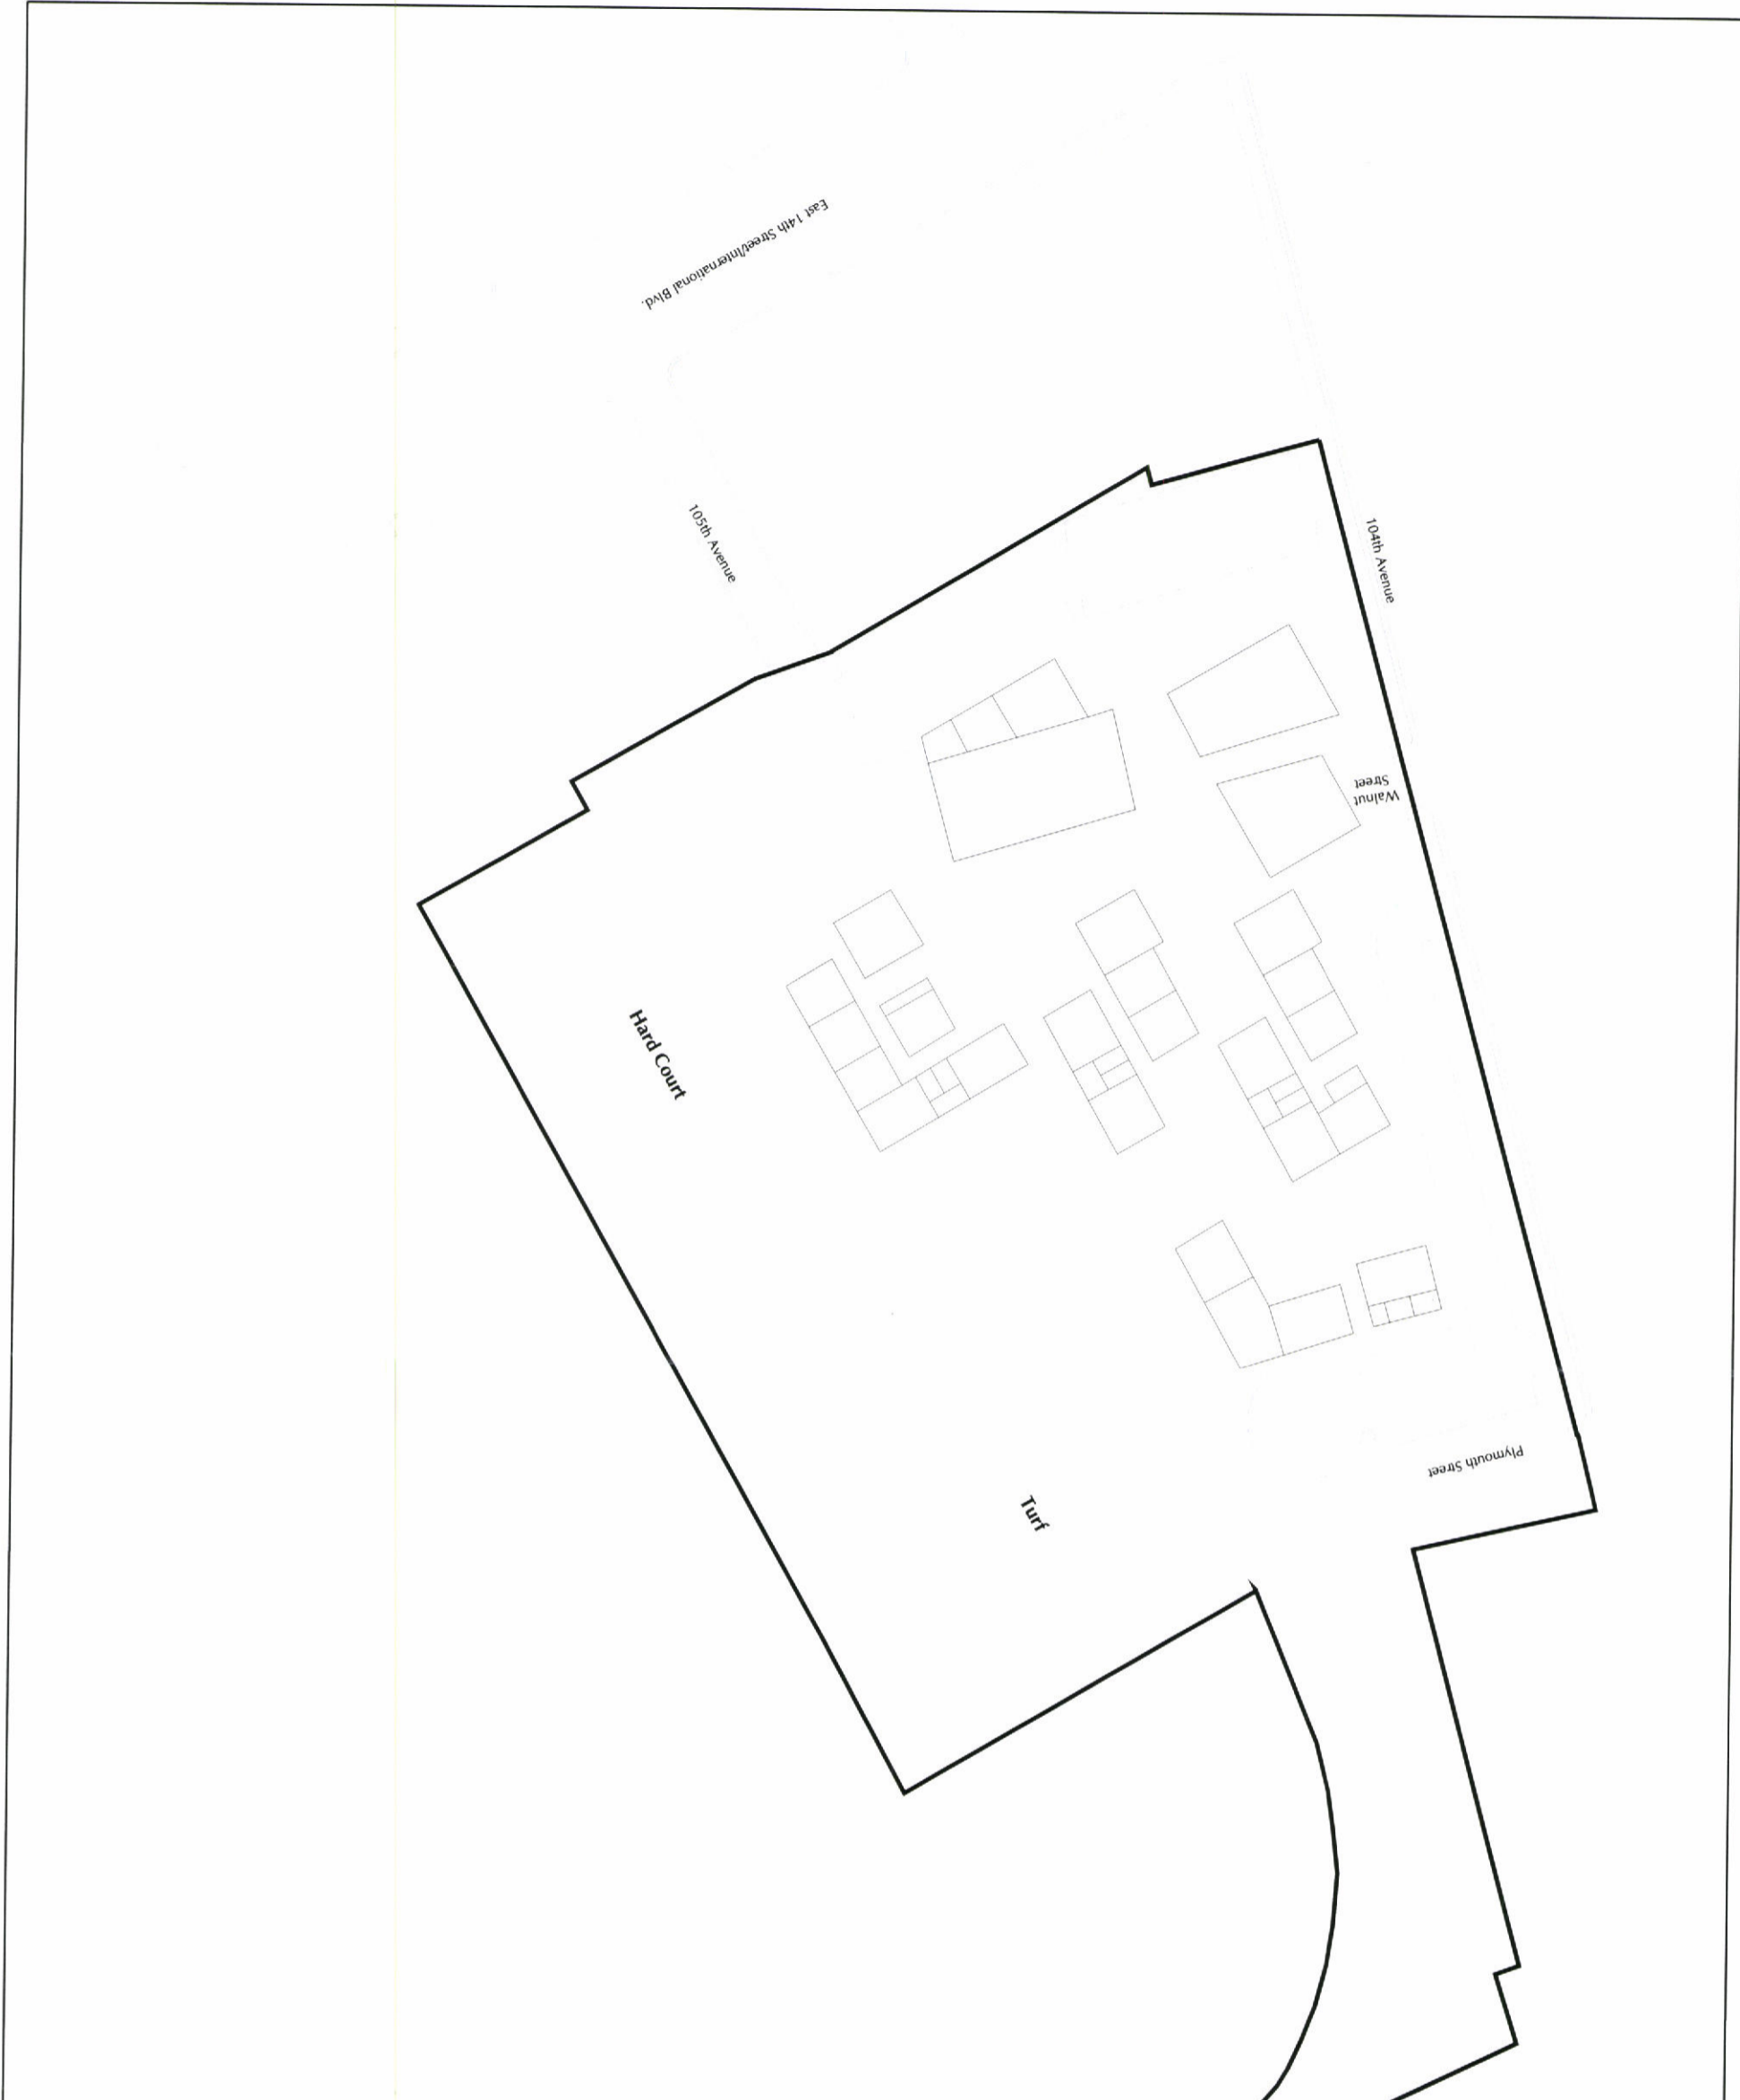 East 14th Street/International Blvd.
105th Avenue
104th Avenue
Walnut
Street
Hard Court
Plymouth Street
Turf